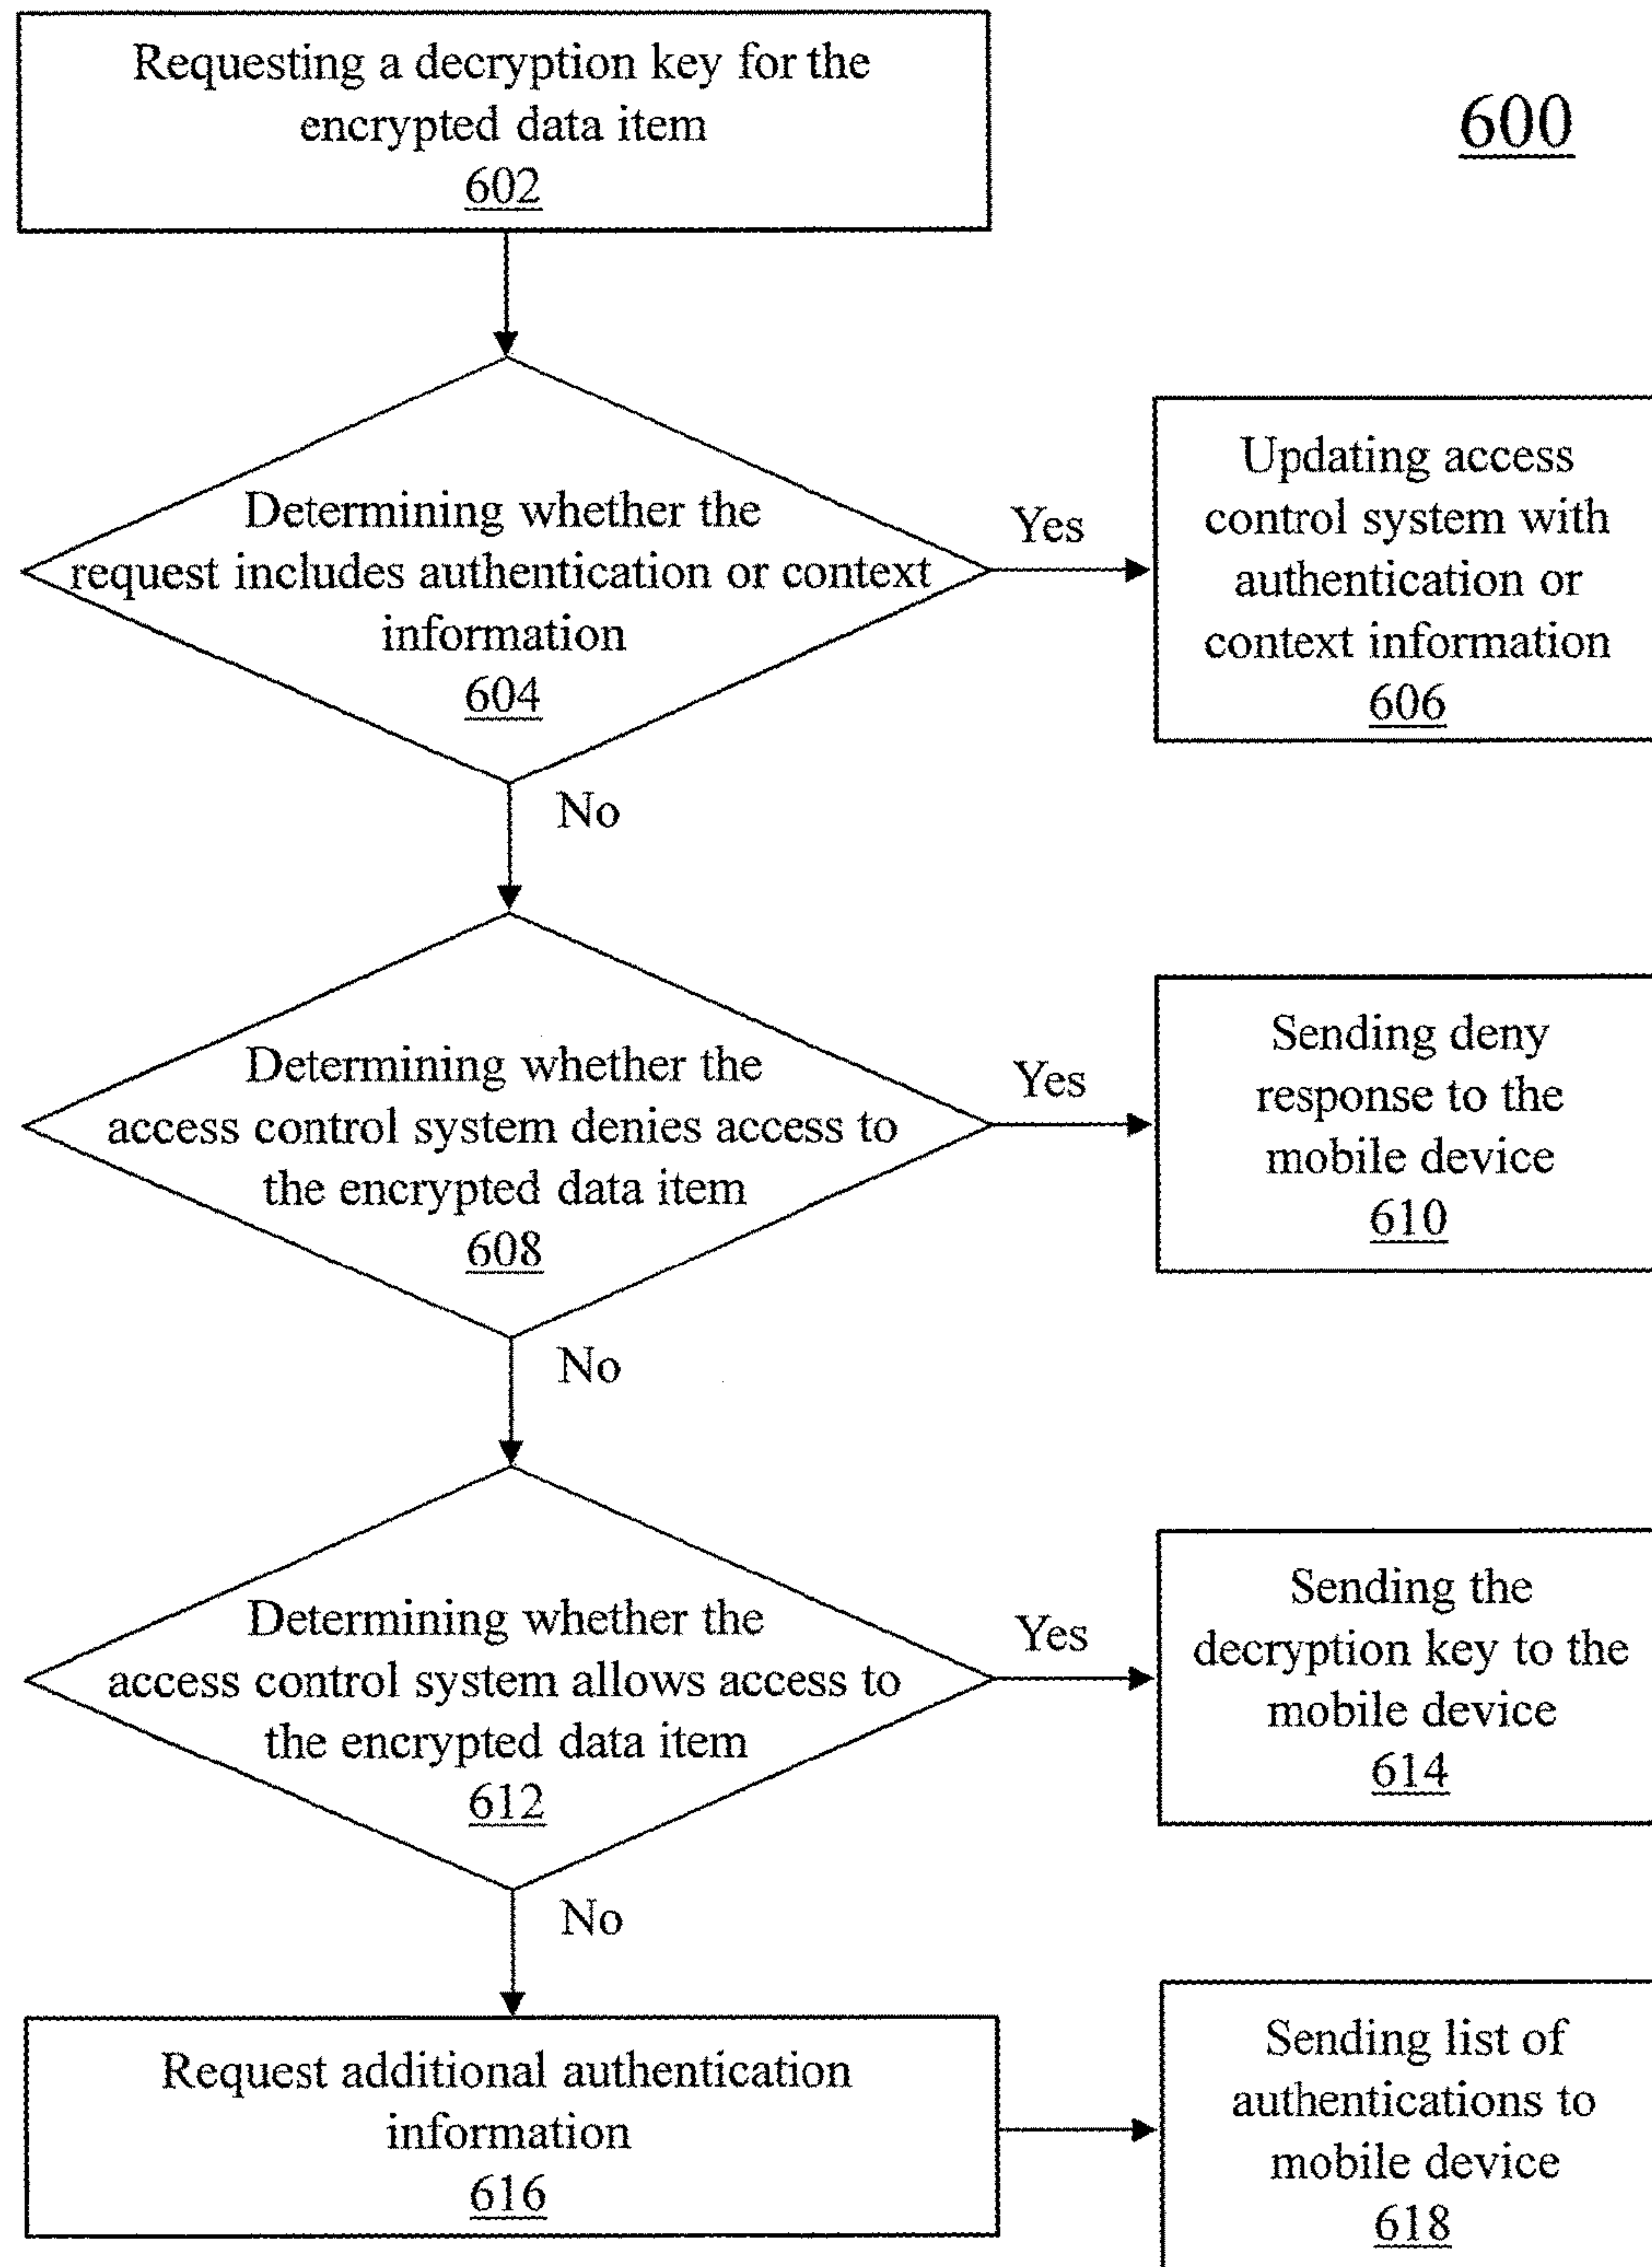 Requesting a decryption key for the
encrypted data item
602
600
Determining whether the
request includes authentication or context
information
604
Yes
Updating access
control system with
authentication or
context information
606
No
Determining whether the
access control system denies access to
the encrypted data item
608
Yes
Sending deny
response to the
mobile device
610
No
Determining whether the
access control system allows access to
the encrypted data item
612
Yes
Sending the
decryption key to the
mobile device
614
No
Request additional authentication
information
616
Sending list of
authentications to
mobile device
618